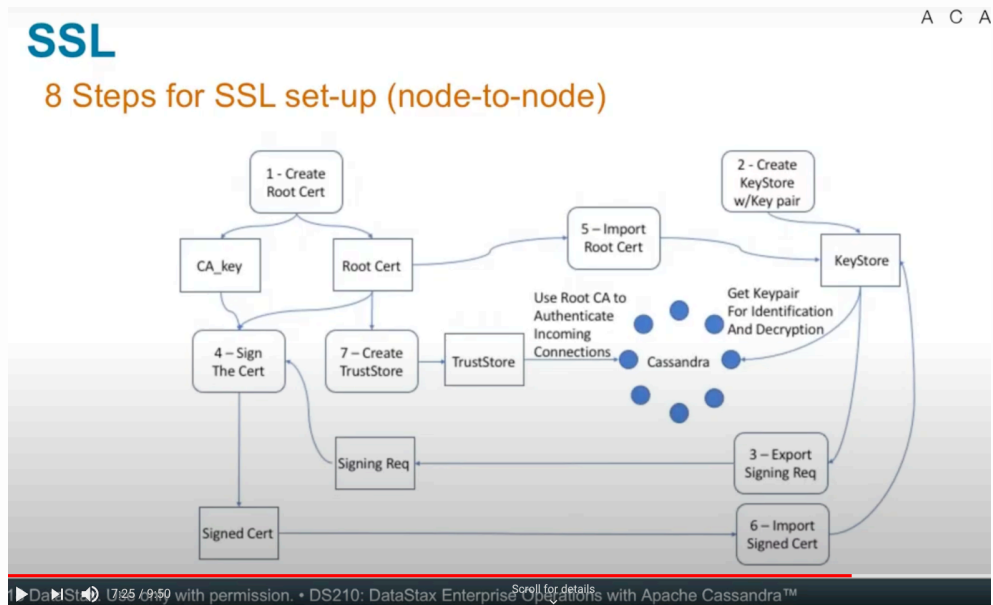 A C A
SSL
8 Steps for SSL set-up (node-to-node)
1 - Create
Root Cert
2 - Create
KeyStore
w/Key pair
5 – Import
Root Cert
CA_key
Root Cert
KeyStore
Use Root CA to
Authenticate
Incoming
Connections
Get Keypair
For Identification
And Decryption
4 – Sign
The Cert
7 – Create
TrustStore
TrustStore
Cassandra
Signing Req
3 – Export
Signing Req
Signed Cert
6 – Import
Signed Cert
7:25 / 9:50
Scroll for details
DataStax. Use only with permission. • DS210: DataStax Enterprise Operations with Apache Cassandra™